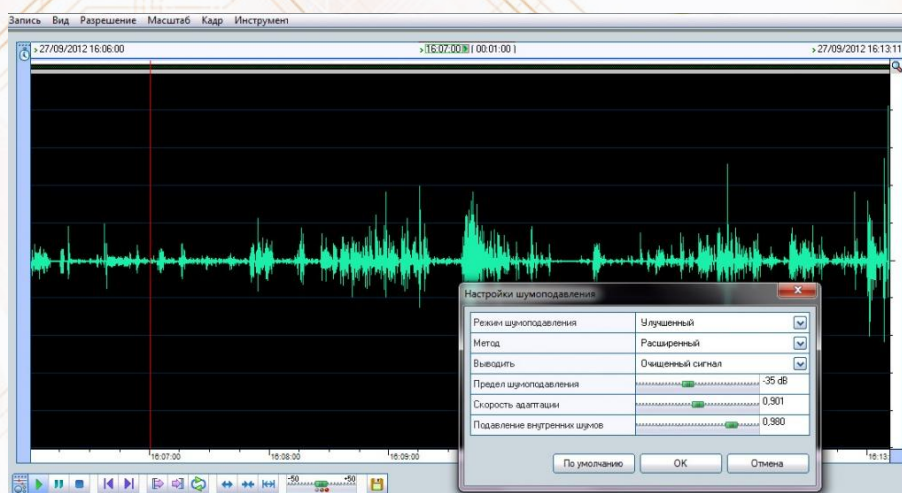 Запись Вид Разрешение Масштаб Кадр Инструмент
27/09/2012 16:06:00 16:07:00 ( 00:01:00 ) 27/09/2012 16:13:11
Настройки шумоподавления
Режим шумоподавления Улучшенный
Метод Расширенный
Выводить Очищенный сигнал
Предел шумоподавления -35 dB
Скорость адаптации 0,901
Подавление внутренних шумов 0,980
По умолчанию OK Отмена
16:07:00 16:08:00 16:09:00 16:13:
-50 +50